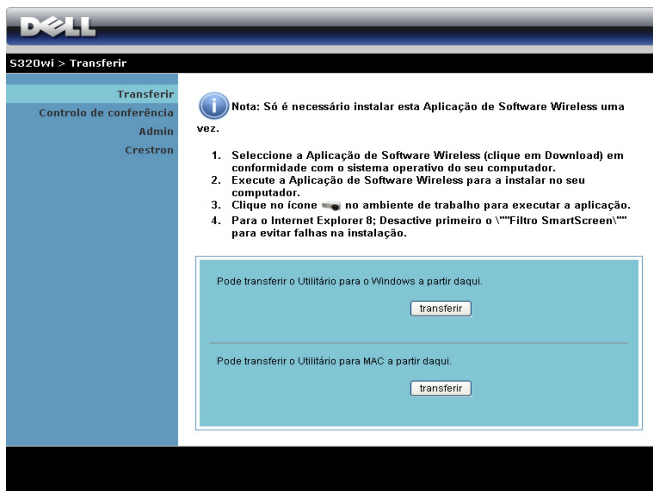 DELL
S320wi > Transferir
Transferir
Controlo de conferência
Admin
Crestron
Nota: Só é necessário instalar esta Aplicação de Software Wireless uma
vez.
1. Seleccione a Aplicação de Software Wireless (clique em Download) em
conformidade com o sistema operativo do seu computador.
2. Execute a Aplicação de Software Wireless para a instalar no seu
computador.
3. Clique no ícone no ambiente de trabalho para executar a aplicação.
4. Para o Internet Explorer 8; Desactive primeiro o \""Filtro SmartScreen\""
para evitar falhas na instalação.
Pode transferir o Utilitário para o Windows a partir daqui.
transferir
Pode transferir o Utilitário para MAC a partir daqui.
transferir